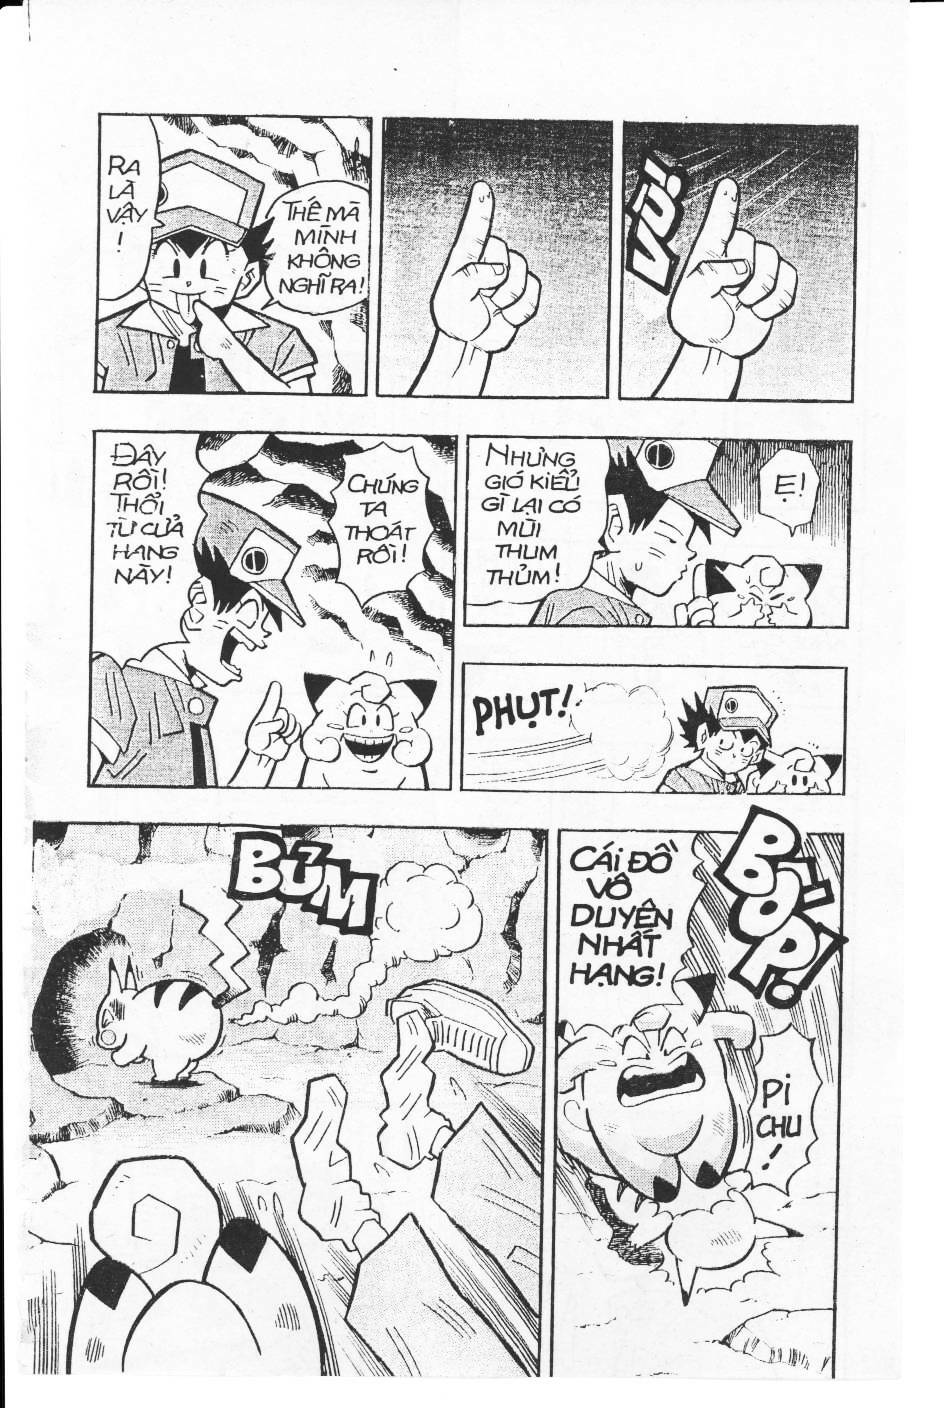 RA
LÀ
VẬY
!
THẾ MÀ
MÌNH
KHÔNG
NGHĨ RA!
VÙ!
ĐÂY
RỒI!
THỔI
TỪ CỬA
HANG
NÀY!
CHÚNG
TA
THOÁT
RỒI!
NHƯNG
GIÓ KIỂU
GÌ LẠI CÓ
MÙI
THUM
THỦM!
Ẹ!
PHỤT!
BỦM
CÁI ĐỒ
VÔ
DUYÊN
NHẤT
HẠNG!
BỐP!
PI
CHU
!